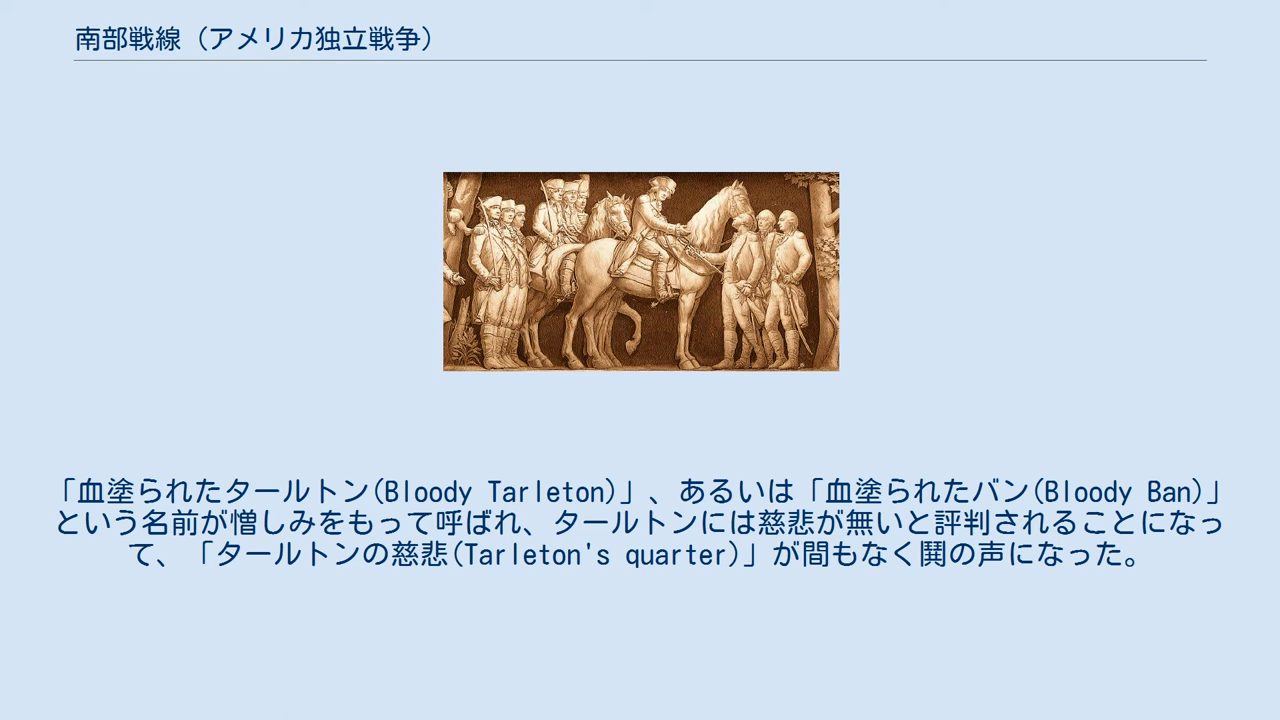 南部戦線（アメリカ独立戦争）
「血塗られたタールトン(Bloody Tarleton)」、あるいは「血塗られたバン(Bloody Ban)」
という名前が憎しみをもって呼ばれ、タールトンには慈悲が無いと評判されることになっ
て、「タールトンの慈悲(Tarleton's quarter)」が間もなく鬨の声になった。